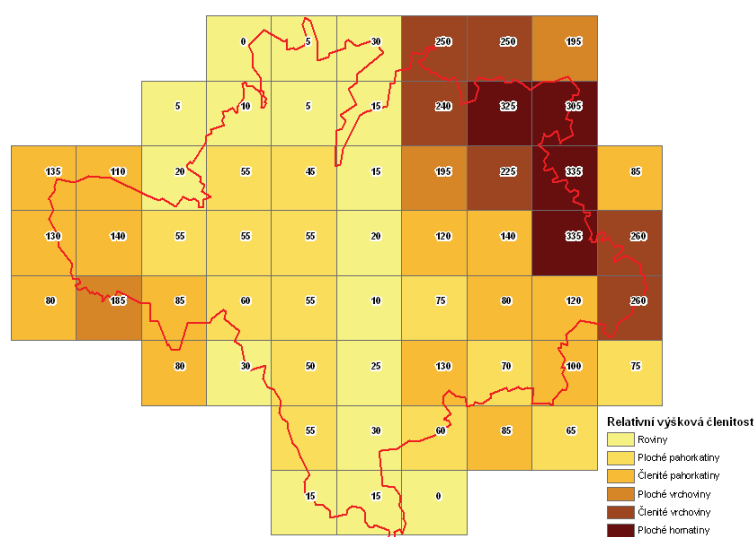 0 5 30 250 250 195
5 10 5 15 240 325 305
135 110 20 55 45 15 195 225 335 85
130 140 55 55 55 20 120 140 335 260
80 185 85 60 55 10 75 80 120 260
80 30 50 25 130 70 100 75
55 30 60 85 65
15 15 0
Relativní výšková členitost
Roviny
Ploché pahorkatiny
Členité pahorkatiny
Ploché vrchoviny
Členité vrchoviny
Ploché hornatiny